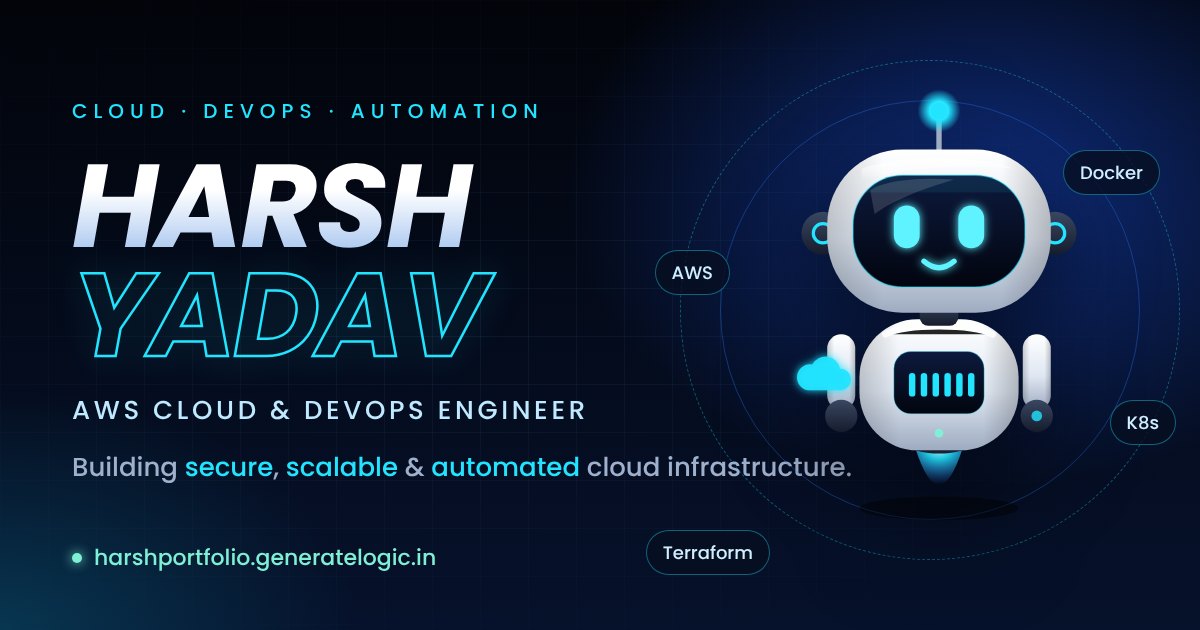 CLOUD · DEVOPS · AUTOMATION
HARSH
YADAV
AWS CLOUD & DEVOPS ENGINEER
Building secure, scalable & automated cloud infrastructure.
harshportfolio.generatelogic.in
Docker
AWS
K8s
Terraform